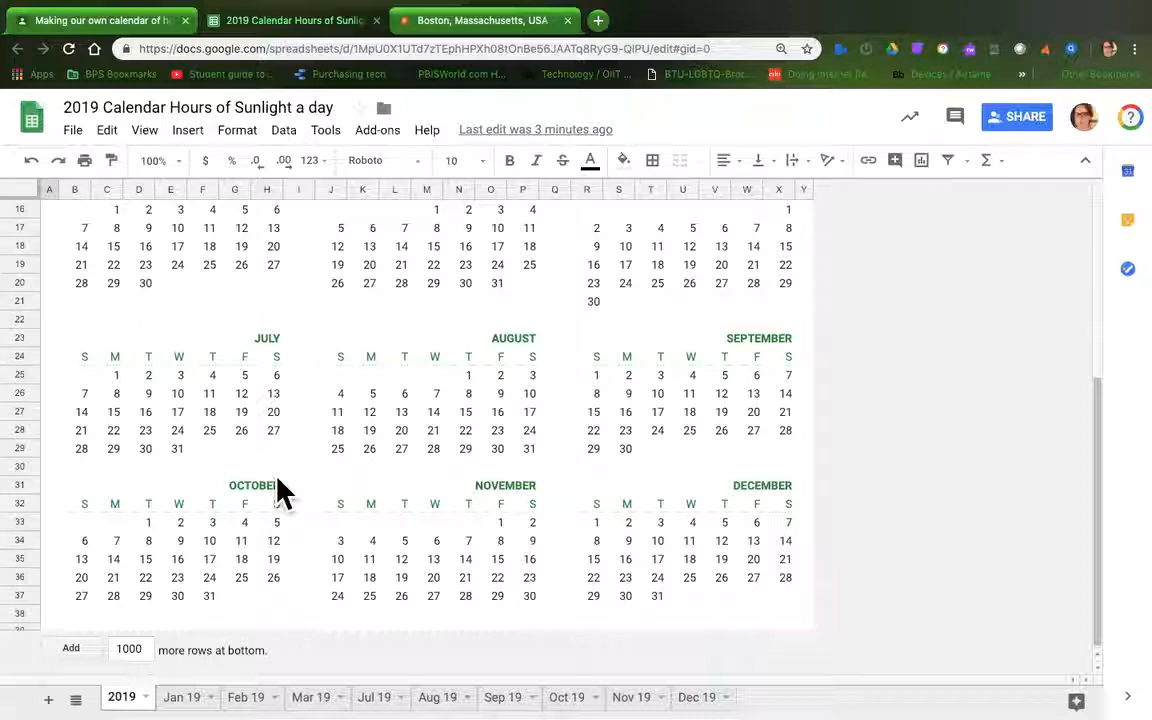 Making our own calendar of h
2019 Calendar Hours of Sunlig
Boston, Massachusetts, USA
https://docs.google.com/spreadsheets/d/1MpU0X1UTd7zTEphHPXh08tOnBe56JAATq8RyG9-QIPU/edit#gid=0
Apps BPS Bookmarks Student guide to... Purchasing tech PBISWorld.com H... Technology / OIIT ... BTU-LGBTQ-Broc... Doing Internet Re... Devices / Airtame » Other Bookmarks
2019 Calendar Hours of Sunlight a day
SHARE
File Edit View Insert Format Data Tools Add-ons Help Last edit was 3 minutes ago
100% $ % .0 .00 123 Roboto 10 B I S A
A B C D E F G H I J K L M N O P Q R S T U V W X Y
16 1 2 3 4 5 6 1 2 3 4 1
17 7 8 9 10 11 12 13 5 6 7 8 9 10 11 2 3 4 5 6 7 8
18 14 15 16 17 18 19 20 12 13 14 15 16 17 18 9 10 11 12 13 14 15
19 21 22 23 24 25 26 27 19 20 21 22 23 24 25 16 17 18 19 20 21 22
20 28 29 30 26 27 28 29 30 31 23 24 25 26 27 28 29
21 30
22
23 JULY AUGUST SEPTEMBER
24 S M T W T F S S M T W T F S S M T W T F S
25 1 2 3 4 5 6 1 2 3 1 2 3 4 5 6 7
26 7 8 9 10 11 12 13 4 5 6 7 8 9 10 8 9 10 11 12 13 14
27 14 15 16 17 18 19 20 11 12 13 14 15 16 17 15 16 17 18 19 20 21
28 21 22 23 24 25 26 27 18 19 20 21 22 23 24 22 23 24 25 26 27 28
29 28 29 30 31 25 26 27 28 29 30 31 29 30
30
31 OCTOBER NOVEMBER DECEMBER
32 S M T W T F S S M T W T F S S M T W T F S
33 1 2 3 4 5 1 2 1 2 3 4 5 6 7
34 6 7 8 9 10 11 12 3 4 5 6 7 8 9 8 9 10 11 12 13 14
35 13 14 15 16 17 18 19 10 11 12 13 14 15 16 15 16 17 18 19 20 21
36 20 21 22 23 24 25 26 17 18 19 20 21 22 23 22 23 24 25 26 27 28
37 27 28 29 30 31 24 25 26 27 28 29 30 29 30 31
38
39
Add 1000 more rows at bottom.
2019 Jan 19 Feb 19 Mar 19 Jul 19 Aug 19 Sep 19 Oct 19 Nov 19 Dec 19